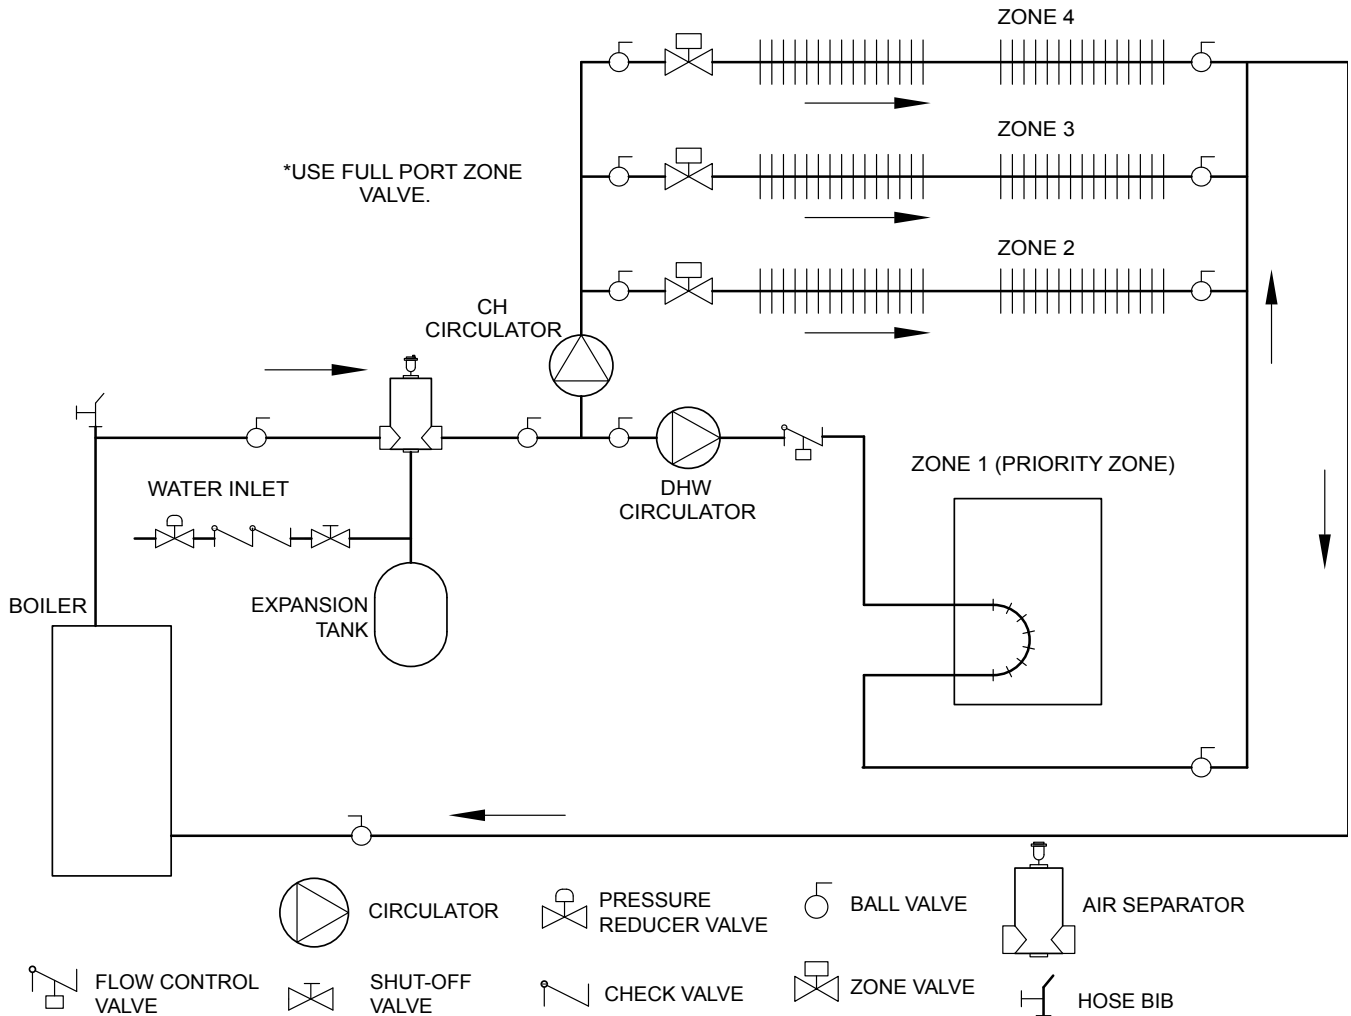 ZONE 4
ZONE 3
*USE FULL PORT ZONE
VALVE.
ZONE 2
CH
CIRCULATOR
ZONE 1 (PRIORITY ZONE)
WATER INLET
DHW
CIRCULATOR
BOILER
EXPANSION
TANK
CIRCULATOR
PRESSURE
REDUCER VALVE
BALL VALVE
AIR SEPARATOR
FLOW CONTROL
VALVE
SHUT-OFF
VALVE
CHECK VALVE
ZONE VALVE
HOSE BIB